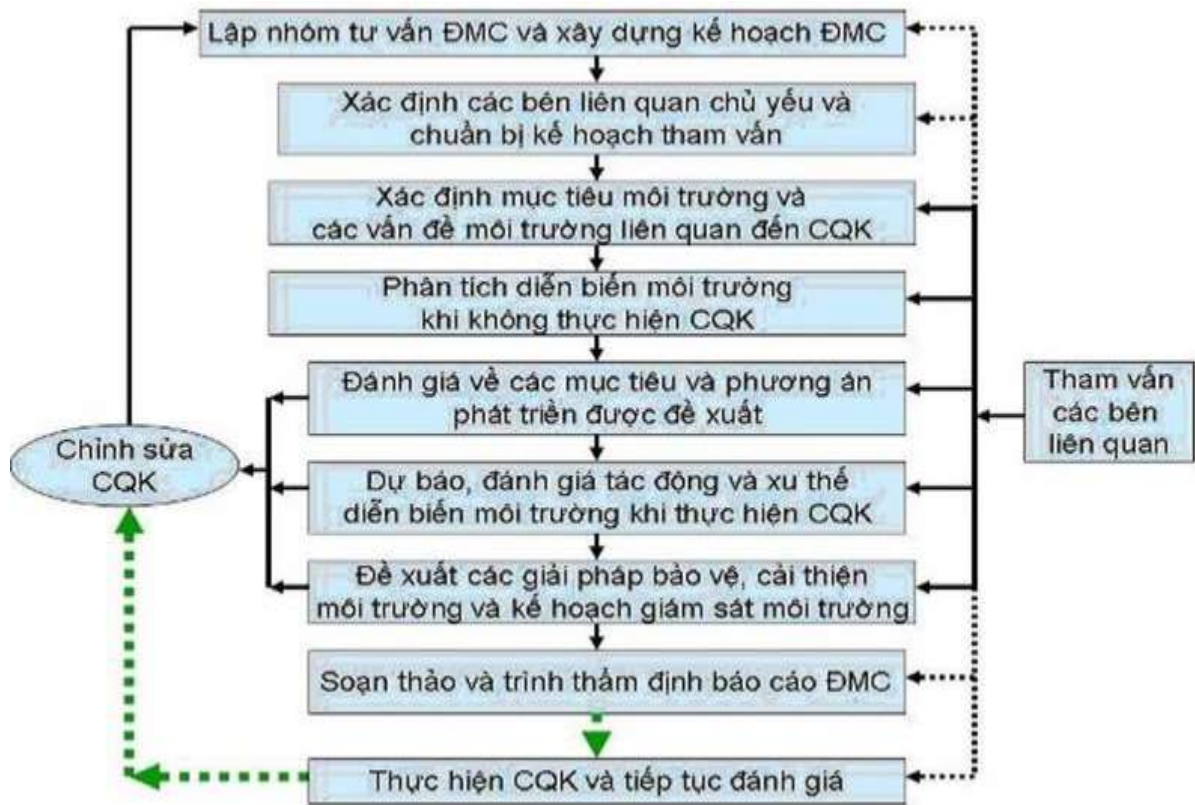 Lập nhóm tư vấn ĐMC và xây dựng kế hoạch ĐMC
Xác định các bên liên quan chủ yếu và
chuẩn bị kế hoạch tham vấn
Xác định mục tiêu môi trường và
các vấn đề môi trường liên quan đến CQK
Phân tích diễn biến môi trường
khi không thực hiện CQK
Đánh giá về các mục tiêu và phương án
phát triển được đề xuất
Tham vấn
các bên
liên quan
Chỉnh sửa
CQK
Dự báo, đánh giá tác động và xu thế
diễn biến môi trường khi thực hiện CQK
Đề xuất các giải pháp bảo vệ, cải thiện
môi trường và kế hoạch giám sát môi trường
Soạn thảo và trình thẩm định báo cáo ĐMC
Thực hiện CQK và tiếp tục đánh giá